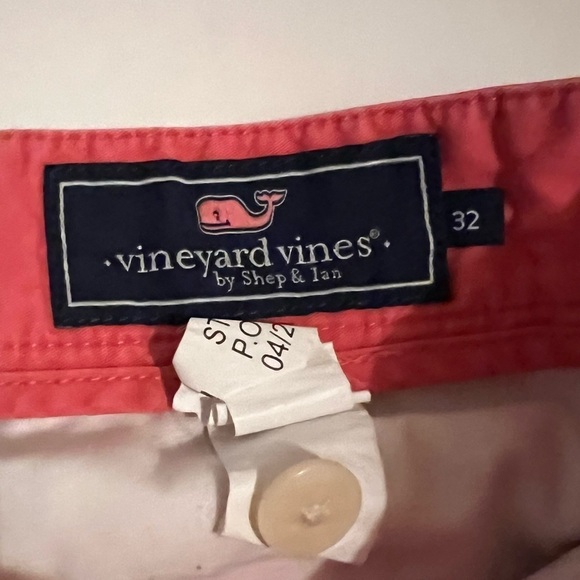 ·vineyard vines®·
by Shep & Ian
32
ST
P.O
04/2